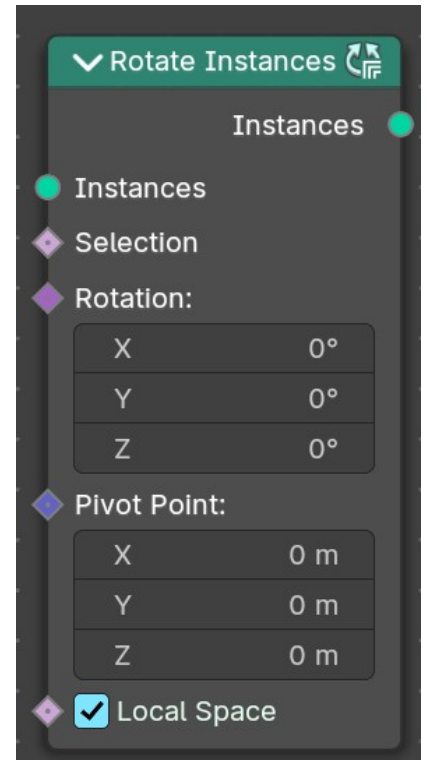 Rotate Instances
Instances
Instances
Selection
Rotation:
X 0°
Y 0°
Z 0°
Pivot Point:
X 0 m
Y 0 m
Z 0 m
Local Space